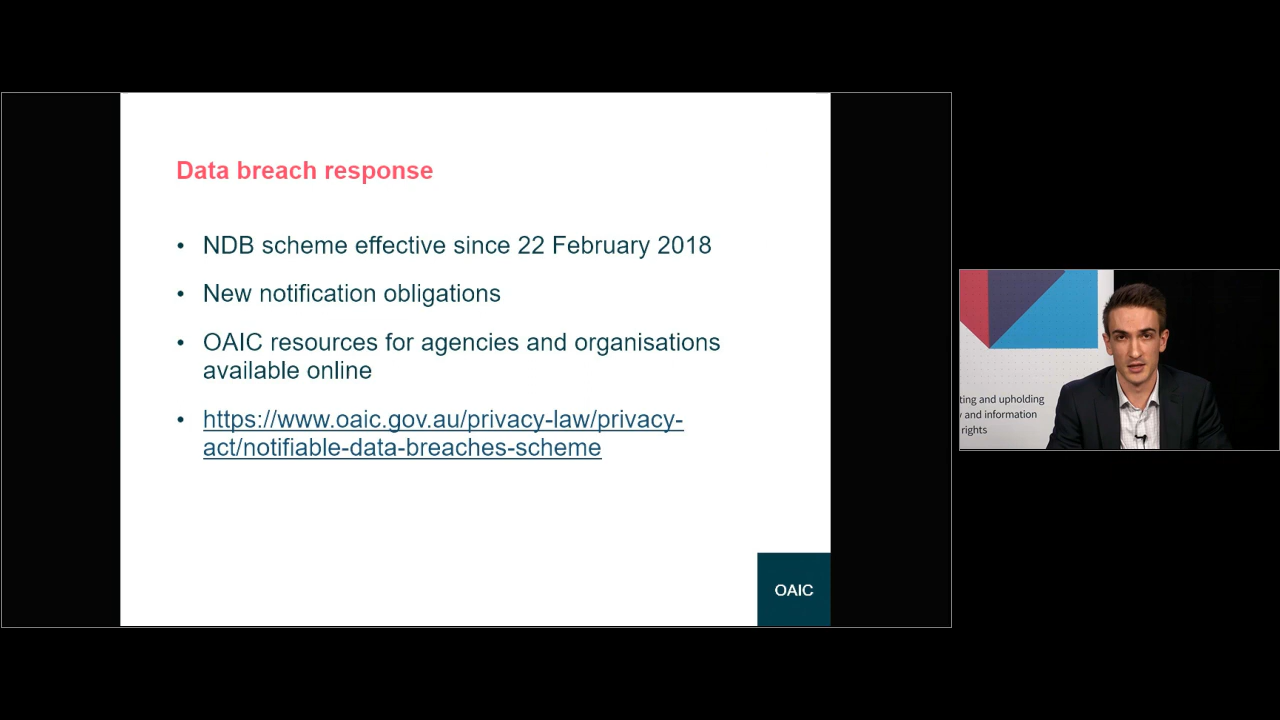 Data breach response
• NDB scheme effective since 22 February 2018
• New notification obligations
• OAIC resources for agencies and organisations
available online
• https://www.oaic.gov.au/privacy-law/privacy-
act/notifiable-data-breaches-scheme
OAIC
ting and upholding
and information
rights